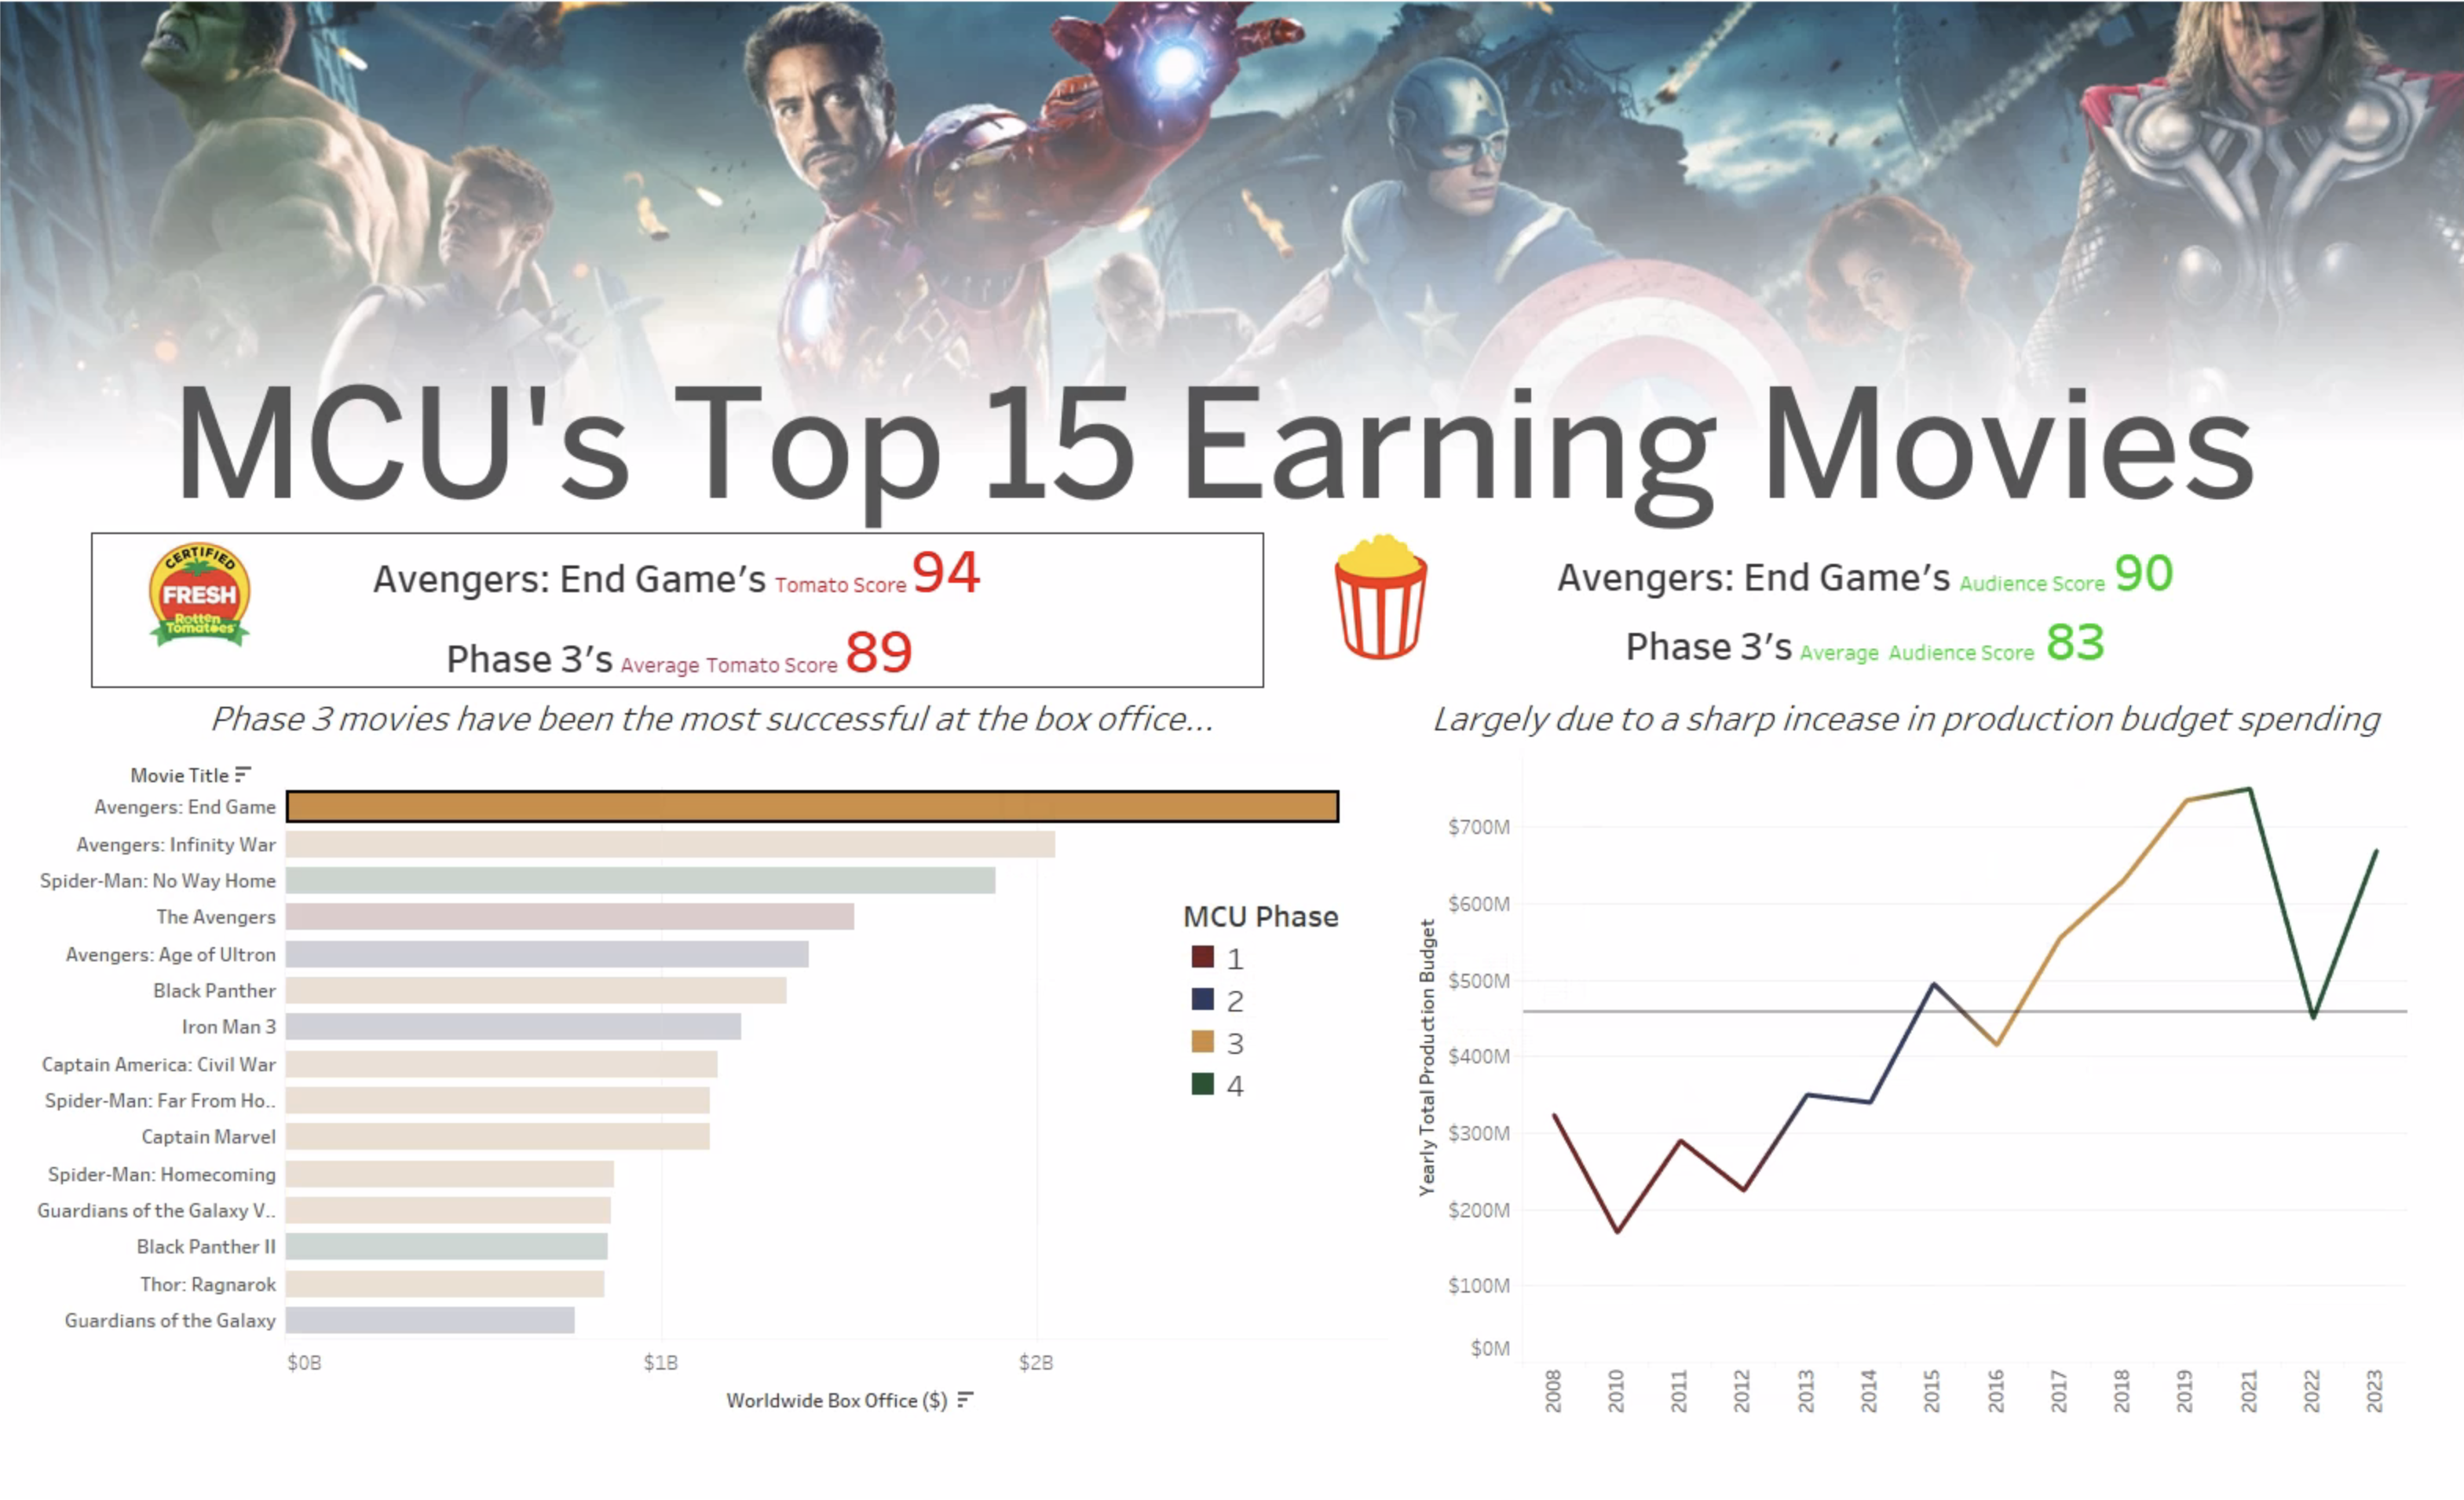 MCU's Top 15 Earning Movies
CERTIFIED
FRESH
Rotten
Tomatoes
Avengers: End Game’s Tomato Score 94
Phase 3’s Average Tomato Score 89
Avengers: End Game’s Audience Score 90
Phase 3’s Average Audience Score 83
Phase 3 movies have been the most successful at the box office...
Largely due to a sharp incease in production budget spending
Movie Title
Avengers: End Game
Avengers: Infinity War
Spider-Man: No Way Home
The Avengers
Avengers: Age of Ultron
Black Panther
Iron Man 3
Captain America: Civil War
Spider-Man: Far From Ho..
Captain Marvel
Spider-Man: Homecoming
Guardians of the Galaxy V..
Black Panther II
Thor: Ragnarok
Guardians of the Galaxy
$0B
$1B
$2B
Worldwide Box Office ($)
MCU Phase
1
2
3
4
Yearly Total Production Budget
$700M
$600M
$500M
$400M
$300M
$200M
$100M
$0M
2008
2010
2011
2012
2013
2014
2015
2016
2017
2018
2019
2021
2022
2023